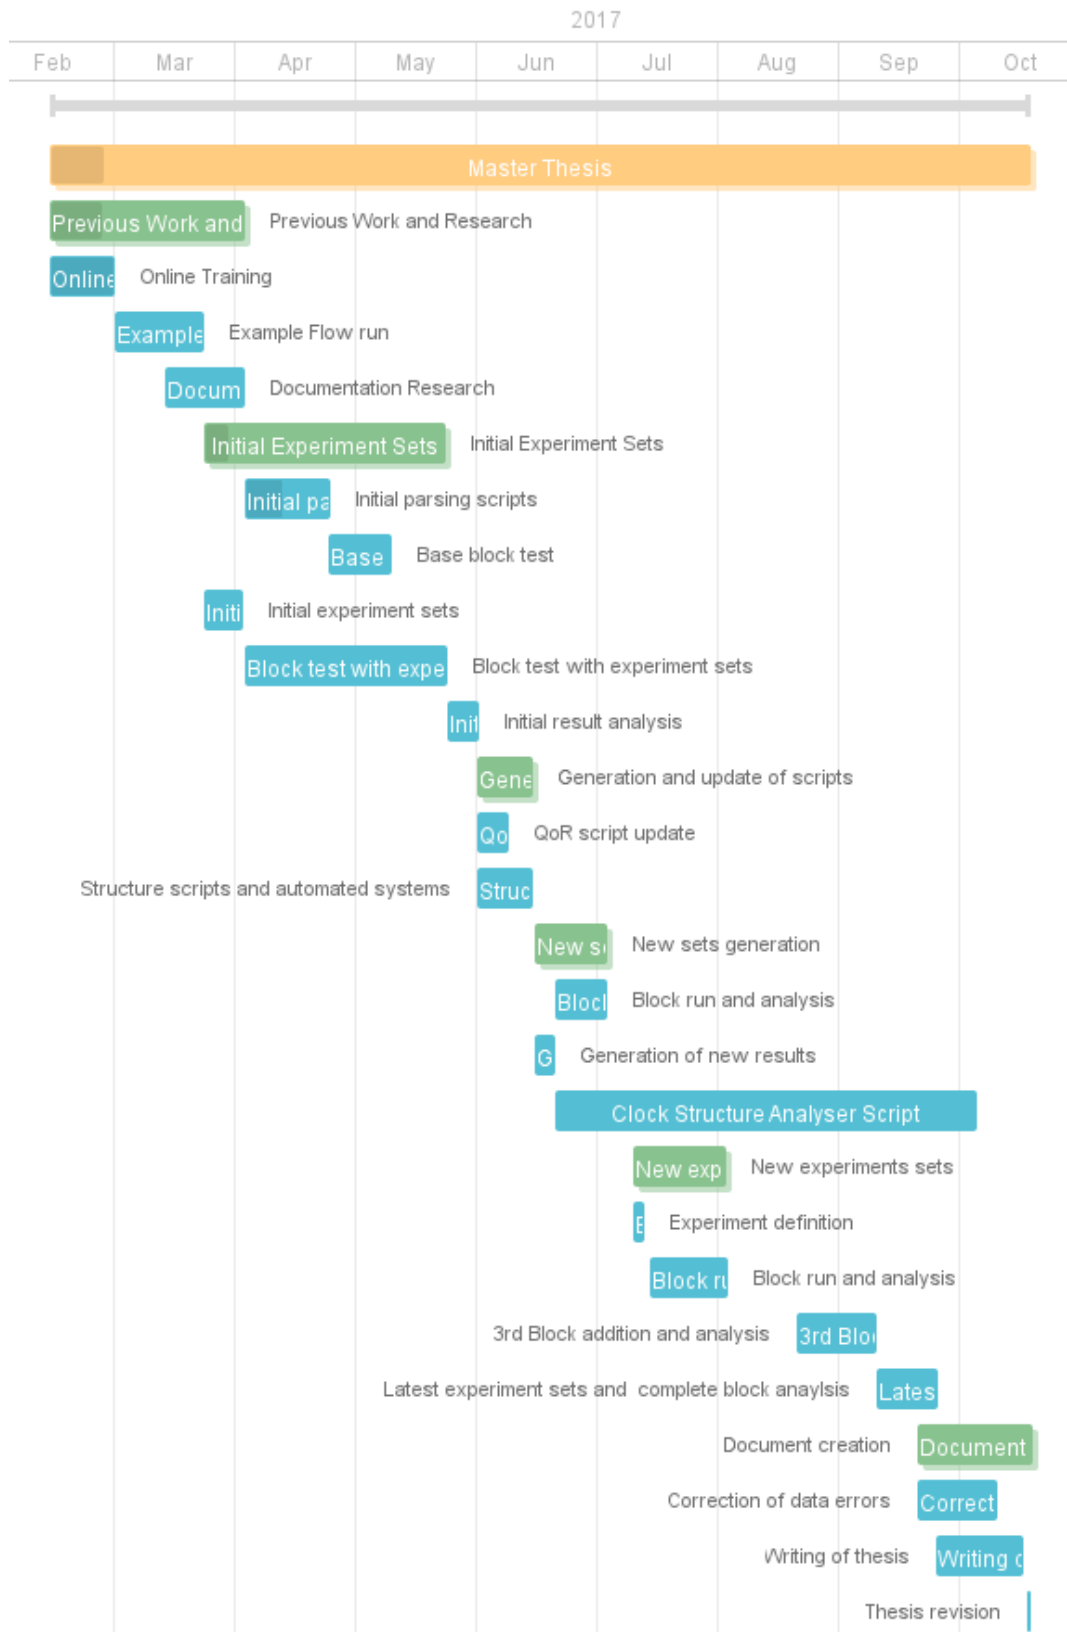 2017
Feb Mar Apr May Jun Jul Aug Sep Oct
Master Thesis
Previous Work and Previous Work and Research
Online Online Training
Example Example Flow run
Docum Documentation Research
Initial Experiment Sets Initial Experiment Sets
Initial pa Initial parsing scripts
Base Base block test
Initi Initial experiment sets
Block test with expe Block test with experiment sets
Init Initial result analysis
Gene Generation and update of scripts
Qo QoR script update
Structure scripts and automated systems Struc
New s New sets generation
Bloc Block run and analysis
G Generation of new results
Clock Structure Analyser Script
New exp New experiments sets
E Experiment definition
Block ru Block run and analysis
3rd Block addition and analysis 3rd Blo
Latest experiment sets and complete block anaylsis Lates
Document creation Document
Correction of data errors Correct
Writing of thesis Writing o
Thesis revision